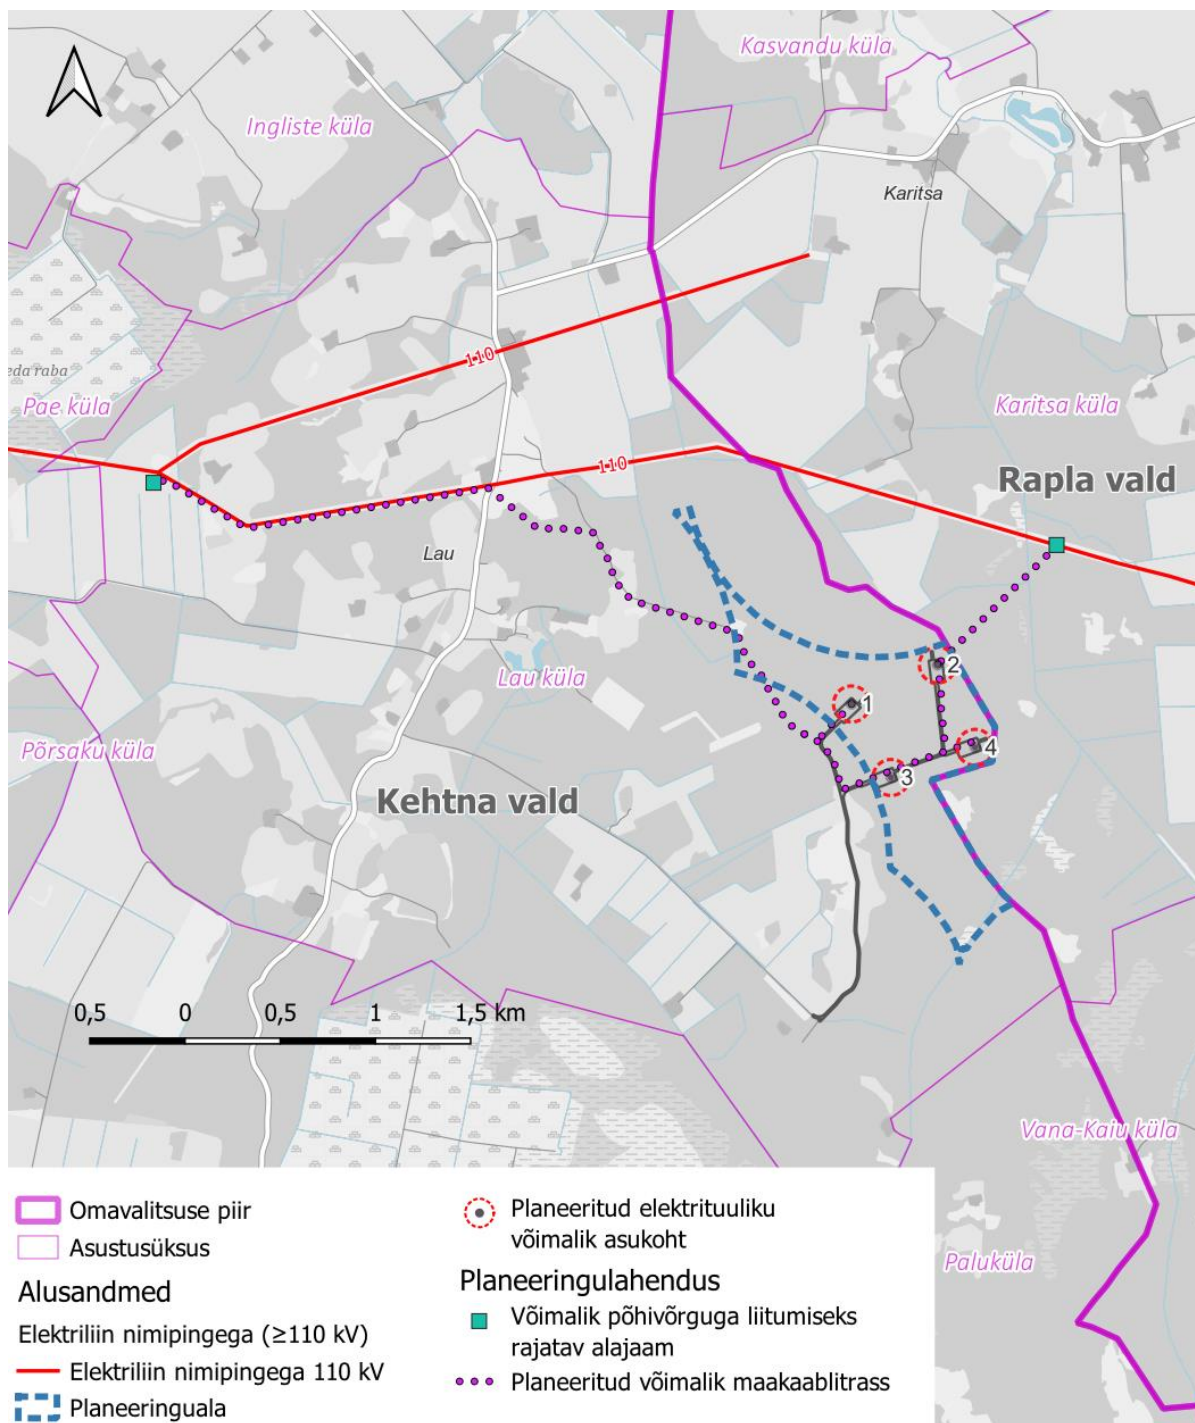 Kasvandu küla
Ingliste küla
Karitsa
110
eda raba
Pae küla
Karitsa küla
110
Rapla vald
Lau
Lau küla
2
1
Põrsaku küla
4
3
Kehtna vald
0,5 0 0,5 1 1,5 km
Vana-Kaiu küla
Paluküla
Omavalitsuse piir
Asustusüksus
Alusandmed
Elektriliin nimipingega (≥110 kV)
Elektriliin nimipingega 110 kV
Planeeringuala
Planeeritud elektrituuliku
võimalik asukoht
Planeeringulahendus
Võimalik põhivõrguga liitumiseks
rajatav alajaam
Planeeritud võimalik maakaablitrass